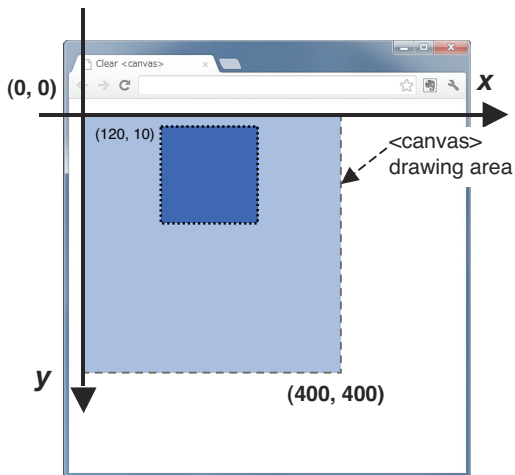 Clear <canvas>
(0, 0)
x
(120, 10)
<canvas>
drawing area
y
(400, 400)